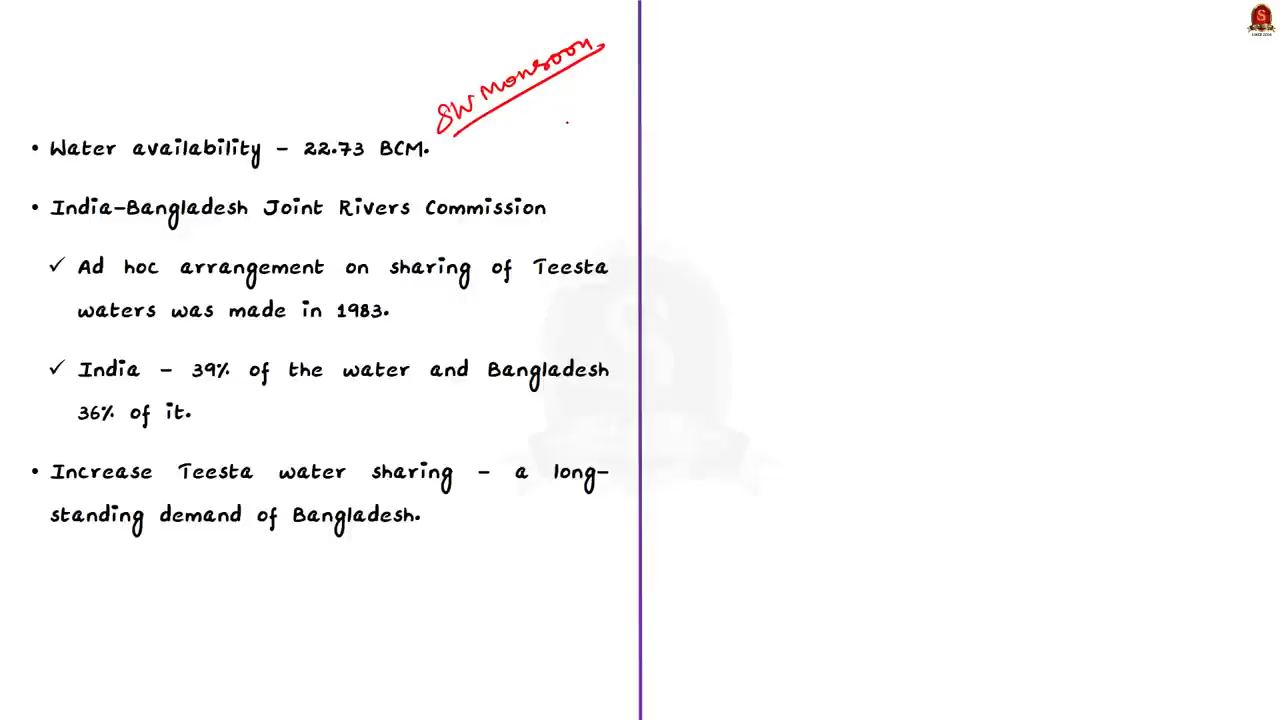 SW Monsoon
• Water availability - 22.73 BCM.
• India-Bangladesh Joint Rivers Commission
✓ Ad hoc arrangement on sharing of Teesta
waters was made in 1983.
✓ India - 39% of the water and Bangladesh
36% of it.
• Increase Teesta water sharing - a long-
standing demand of Bangladesh.